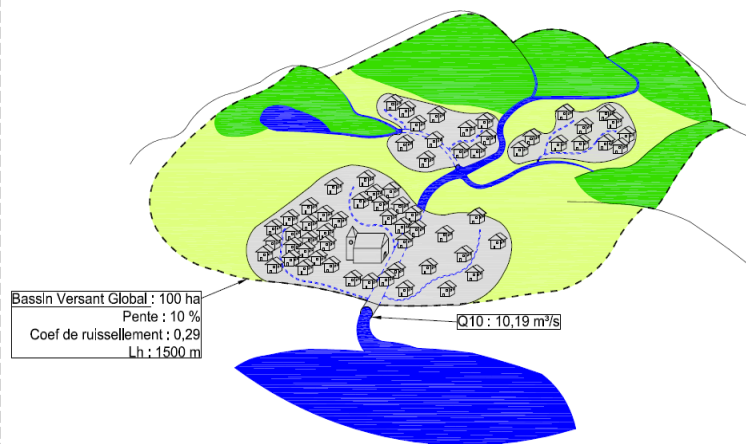 Bassin Versant Global : 100 ha
Pente : 10 %
Coef de ruissellement : 0,29
Lh : 1500 m
Q10 : 10,19 m³/s